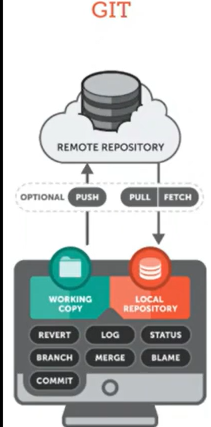 GIT
REMOTE REPOSITORY
OPTIONAL PUSH PULL FETCH
WORKING COPY
LOCAL REPOSITORY
REVERT LOG STATUS
BRANCH MERGE BLAME
COMMIT